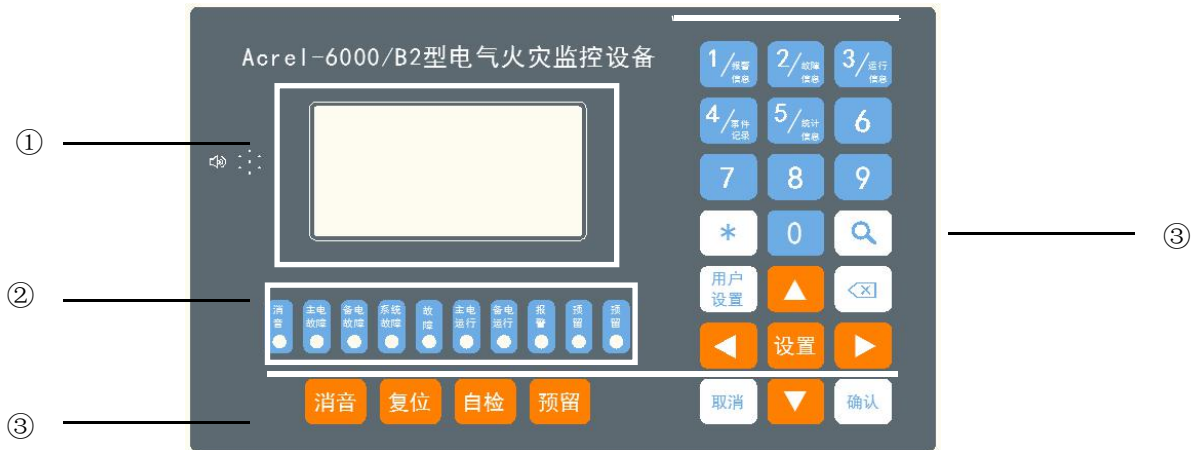 Acrel-6000/B2型电气火灾监控设备
①
②
③
③
消音
主电故障
备电故障
系统故障
故障
主电运行
备电运行
报警
预留
预留
消音
复位
自检
预留
1/报警信息
2/故障信息
3/运行信息
4/事件记录
5/统计信息
6
7
8
9
*
0
用户
设置
设置
取消
确认